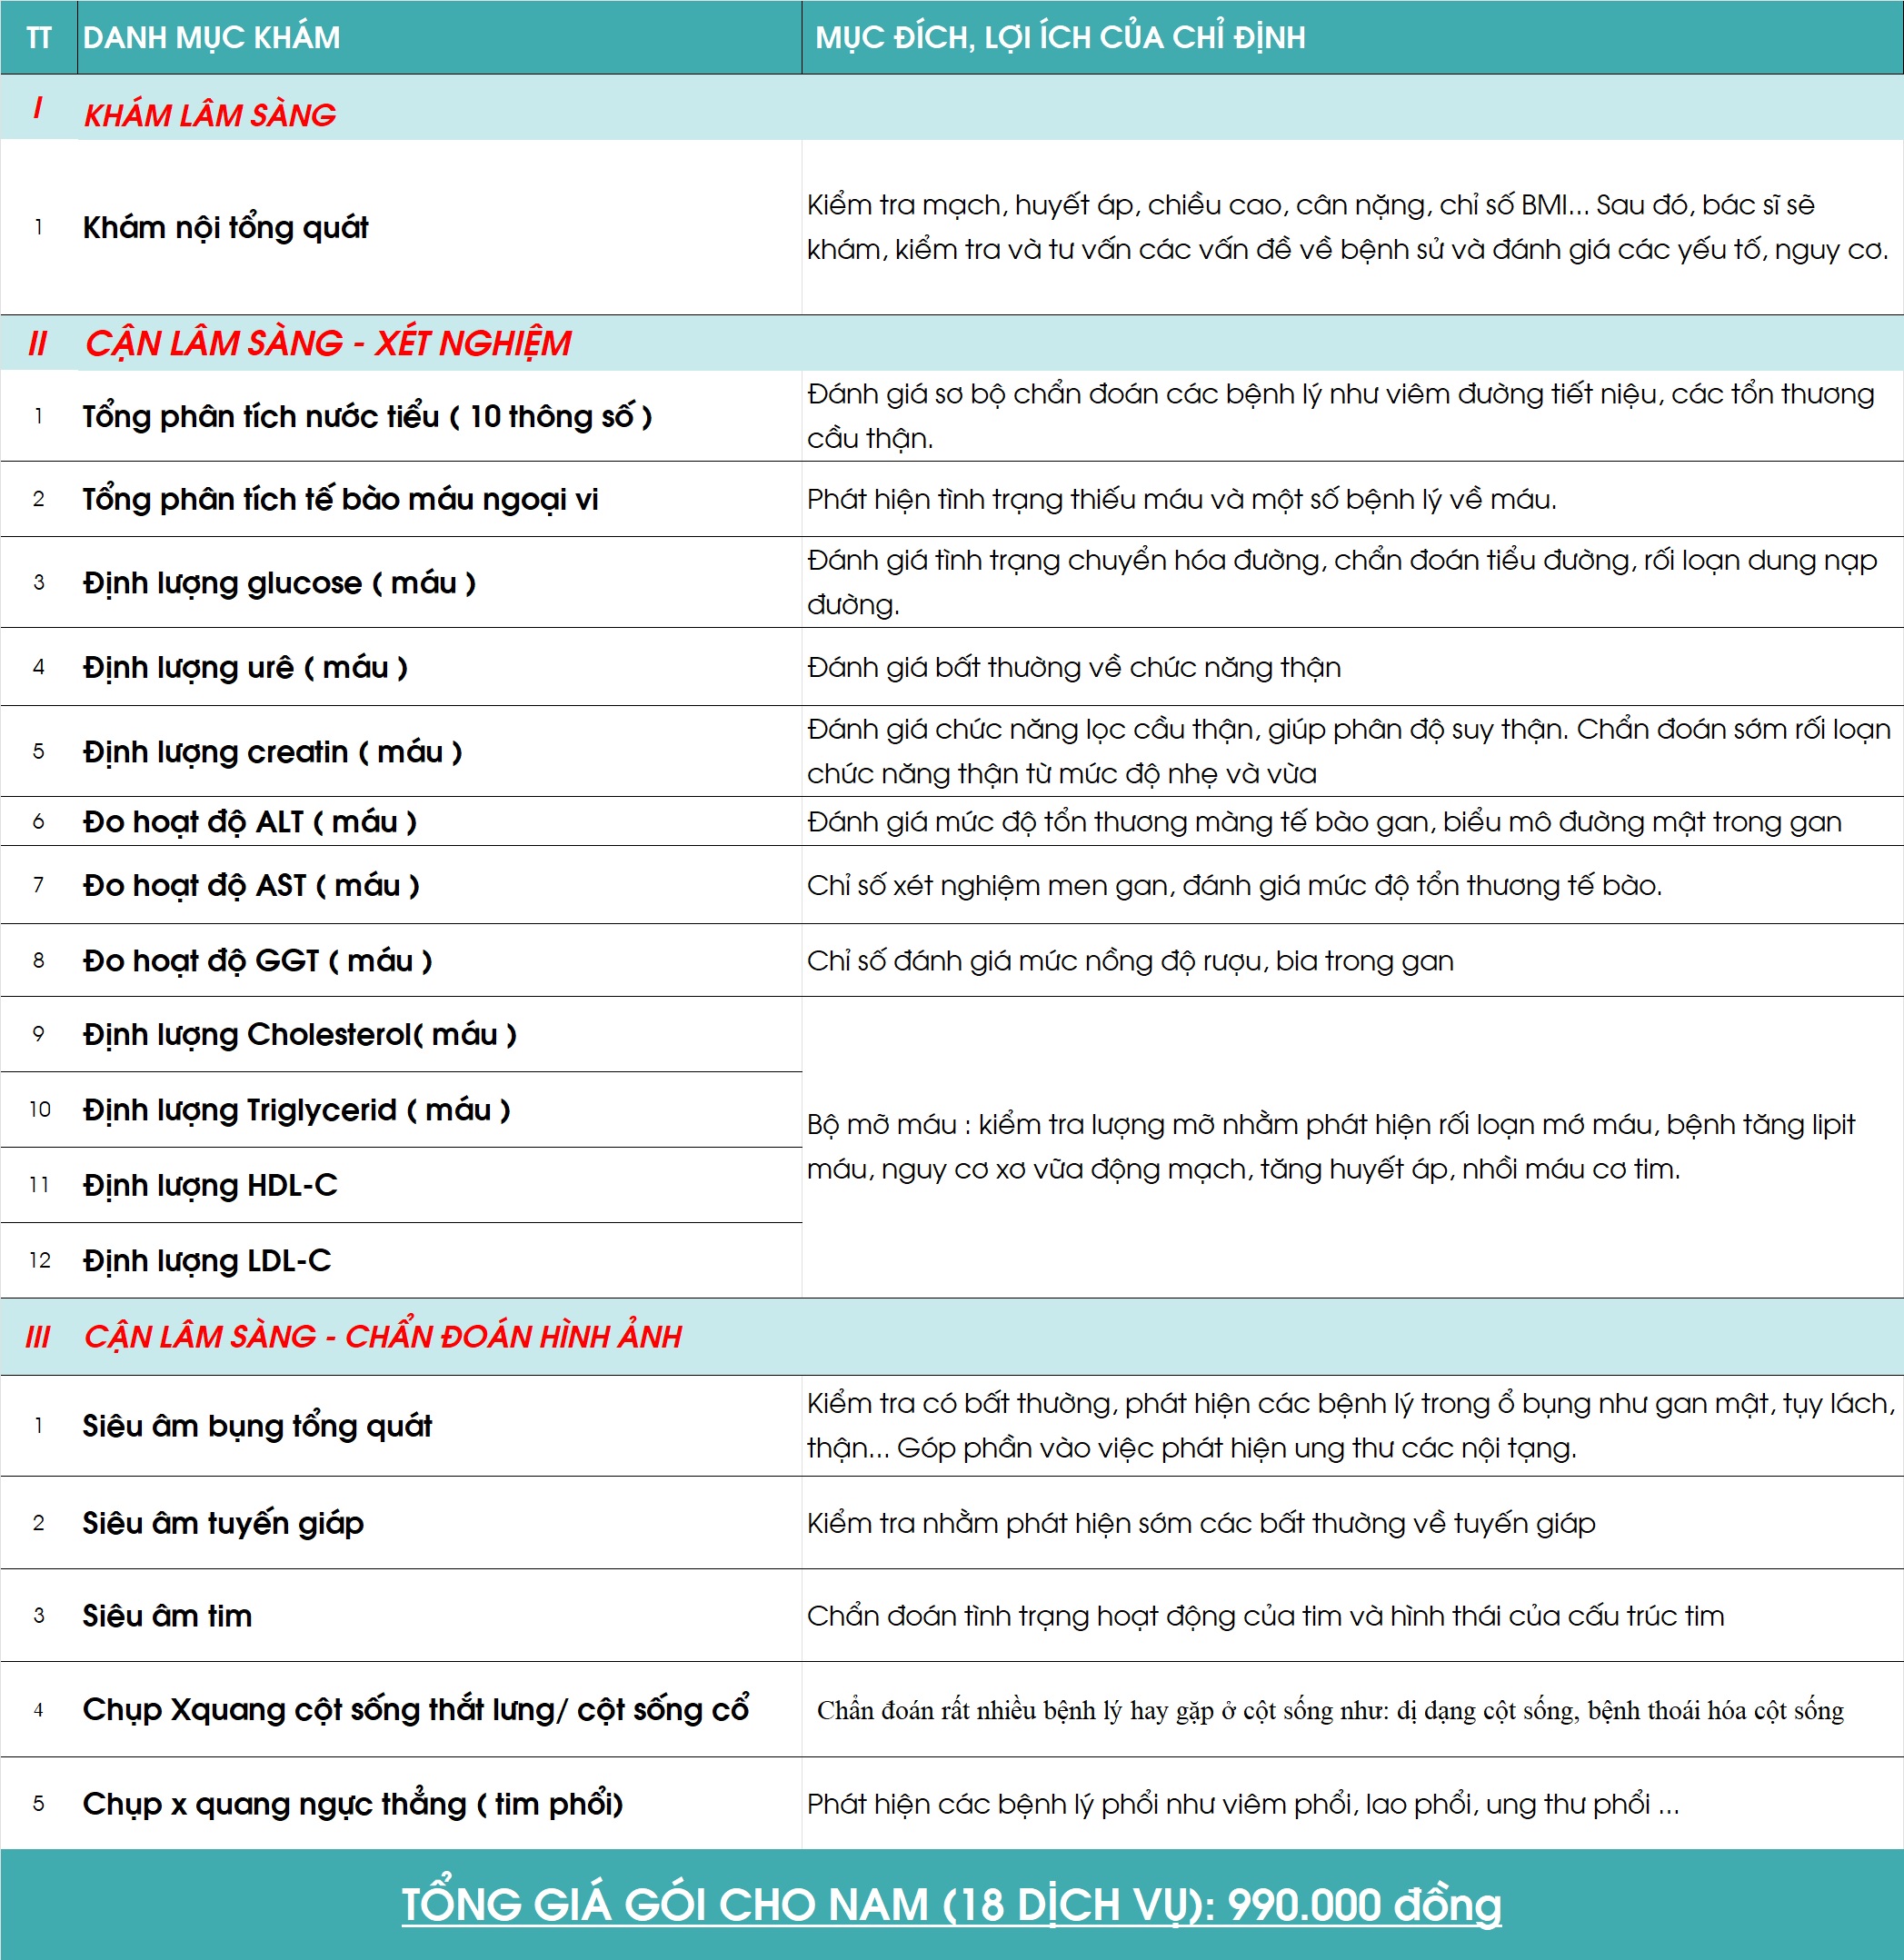 TT DANH MỤC KHÁM MỤC ĐÍCH, LỢI ÍCH CỦA CHỈ ĐỊNH
I KHÁM LÂM SÀNG
1 Khám nội tổng quát
Kiểm tra mạch, huyết áp, chiều cao, cân nặng, chỉ số BMI... Sau đó, bác sĩ sẽ
khám, kiểm tra và tư vấn các vấn đề về bệnh sử và đánh giá các yếu tố, nguy cơ.
II CẬN LÂM SÀNG - XÉT NGHIỆM
1 Tổng phân tích nước tiểu ( 10 thông số )
Đánh giá sơ bộ chẩn đoán các bệnh lý như viêm đường tiết niệu, các tổn thương
cầu thận.
2 Tổng phân tích tế bào máu ngoại vi
Phát hiện tình trạng thiếu máu và một số bệnh lý về máu.
3 Định lượng glucose ( máu )
Đánh giá tình trạng chuyển hóa đường, chẩn đoán tiểu đường, rối loạn dung nạp
đường.
4 Định lượng urê ( máu )
Đánh giá bất thường về chức năng thận
5 Định lượng creatin ( máu )
Đánh giá chức năng lọc cầu thận, giúp phân độ suy thận. Chẩn đoán sớm rối loạn
chức năng thận từ mức độ nhẹ và vừa
6 Đo hoạt độ ALT ( máu )
Đánh giá mức độ tổn thương màng tế bào gan, biểu mô đường mật trong gan
7 Đo hoạt độ AST ( máu )
Chỉ số xét nghiệm men gan, đánh giá mức độ tổn thương tế bào.
8 Đo hoạt độ GGT ( máu )
Chỉ số đánh giá mức nồng độ rượu, bia trong gan
9 Định lượng Cholesterol( máu )
10 Định lượng Triglycerid ( máu )
11 Định lượng HDL-C
12 Định lượng LDL-C
Bộ mỡ máu : kiểm tra lượng mỡ nhằm phát hiện rối loạn mớ máu, bệnh tăng lipit
máu, nguy cơ xơ vữa động mạch, tăng huyết áp, nhồi máu cơ tim.
III CẬN LÂM SÀNG - CHẨN ĐOÁN HÌNH ẢNH
1 Siêu âm bụng tổng quát
Kiểm tra có bất thường, phát hiện các bệnh lý trong ổ bụng như gan mật, tụy lách,
thận... Góp phần vào việc phát hiện ung thư các nội tạng.
2 Siêu âm tuyến giáp
Kiểm tra nhằm phát hiện sớm các bất thường về tuyến giáp
3 Siêu âm tim
Chẩn đoán tình trạng hoạt động của tim và hình thái của cấu trúc tim
4 Chụp Xquang cột sống thắt lưng/ cột sống cổ
Chẩn đoán rất nhiều bệnh lý hay gặp ở cột sống như: dị dạng cột sống, bệnh thoái hóa cột sống
5 Chụp x quang ngực thẳng ( tim phổi)
Phát hiện các bệnh lý phổi như viêm phổi, lao phổi, ung thư phổi ...
TỔNG GIÁ GÓI CHO NAM (18 DỊCH VỤ): 990.000 đồng